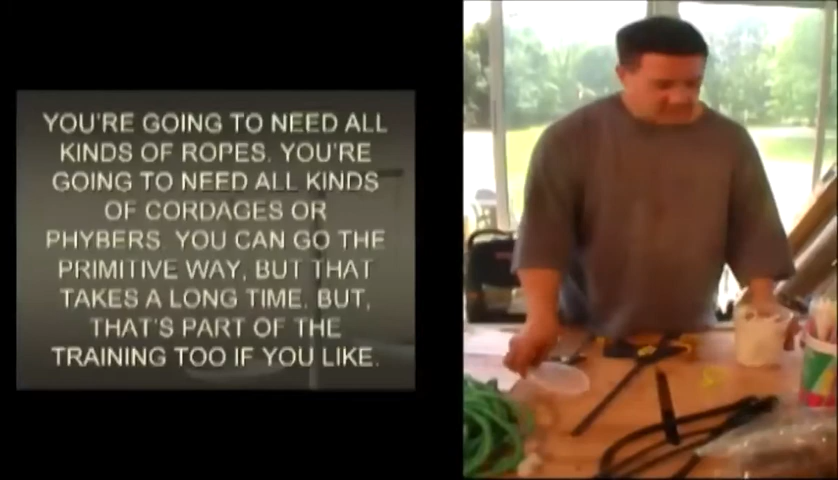 YOU'RE GOING TO NEED ALL
KINDS OF ROPES. YOU'RE
GOING TO NEED ALL KINDS
OF CORDAGES OR
PHYBERS. YOU CAN GO THE
PRIMITIVE WAY, BUT THAT
TAKES A LONG TIME. BUT,
THAT'S PART OF THE
TRAINING TOO IF YOU LIKE.